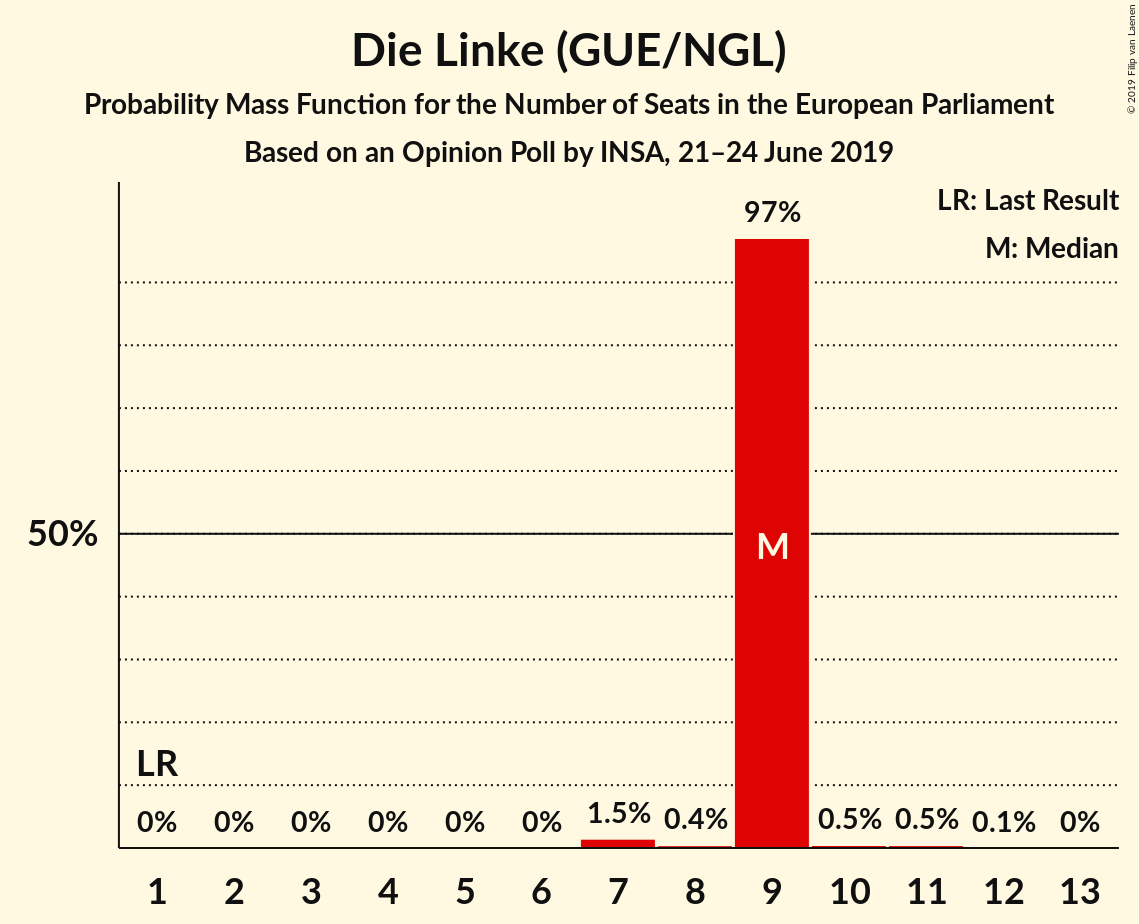 Die Linke (GUE/NGL)
Probability Mass Function for the Number of Seats in the European Parliament
Based on an Opinion Poll by INSA, 21–24 June 2019
© 2019 Filip van Laenen
LR: Last Result
M: Median
97%
50%
M
LR
0% 0% 0% 0% 0% 0% 1.5% 0.4% 0.5% 0.5% 0.1% 0%
1 2 3 4 5 6 7 8 9 10 11 12 13